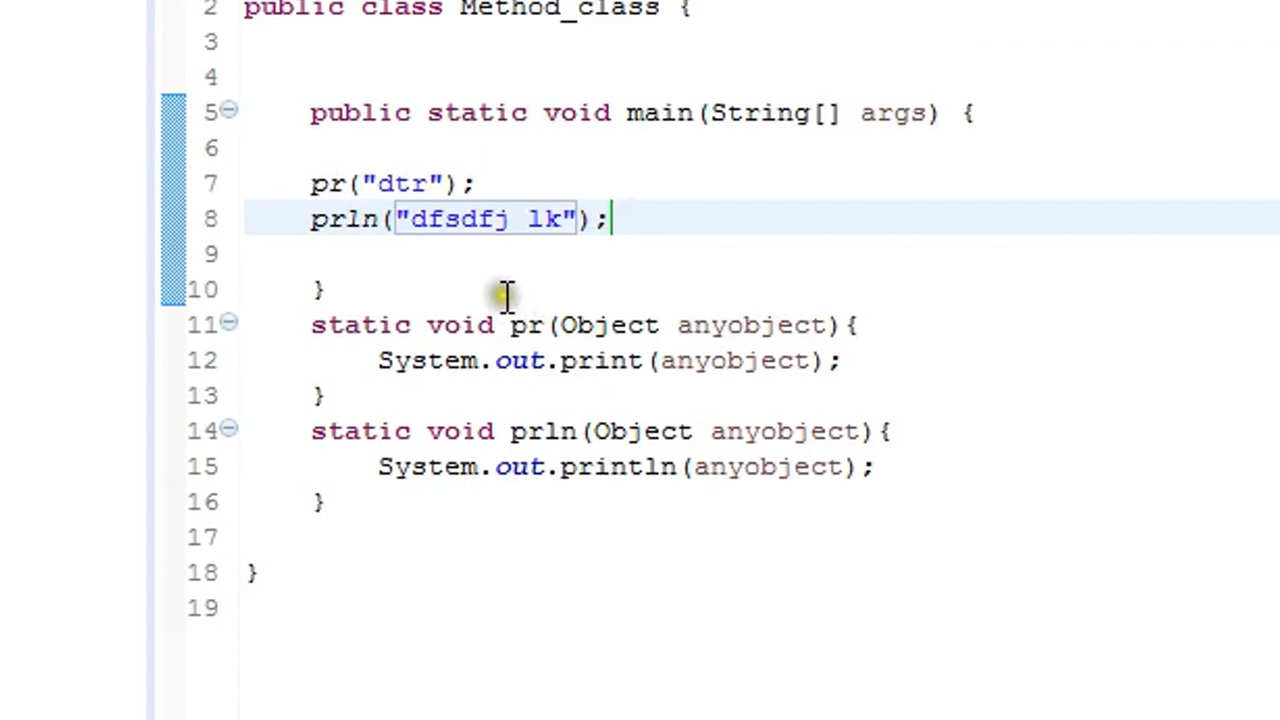 2 public class Method_class {
3
4
5 public static void main(String[] args) {
6
7 pr("dtr");
8 prln("dfsdfj lk");
9
10 }
11 static void pr(Object anyobject){
12 System.out.print(anyobject);
13 }
14 static void prln(Object anyobject){
15 System.out.println(anyobject);
16 }
17
18 }
19